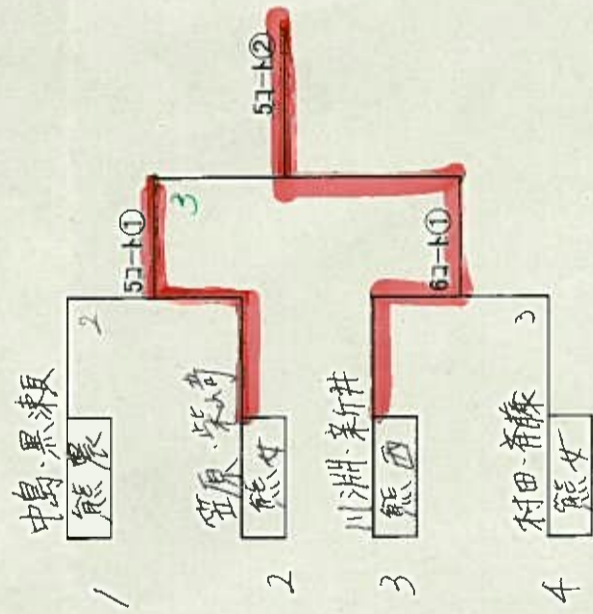 1
中島・黒瀬
熊農
2
2
笠原・柴崎
熊女
5コート①
3
5コート②
3
川淵・新井
熊西
6コート①
4
村田・斉藤
熊女
3